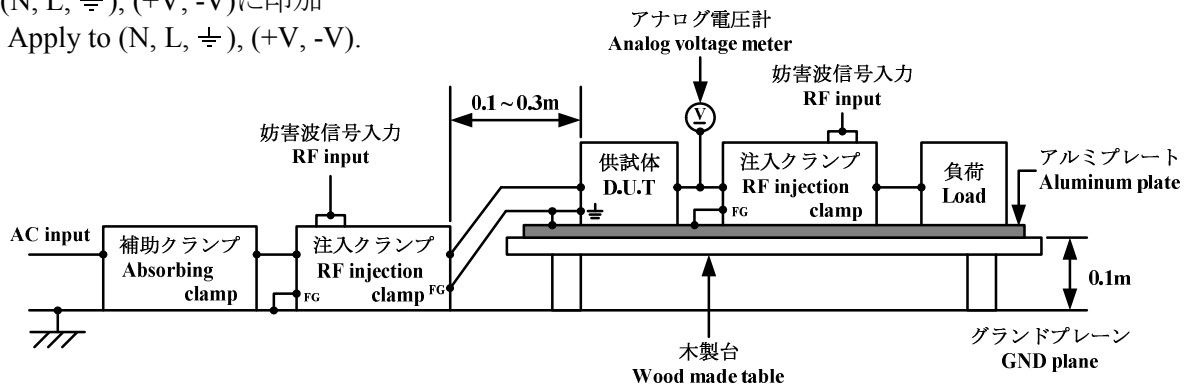 (N, L, ⏚), (+V, -V)に印加
Apply to (N, L, ⏚), (+V, -V).
アナログ電圧計
Analog voltage meter
妨害波信号入力
RF input
0.1 ~ 0.3m
V
妨害波信号入力
RF input
供試体
D.U.T
注入クランプ
RF injection
clamp
FG
負荷
Load
アルミプレート
Aluminum plate
AC input
補助クランプ
Absorbing
clamp
注入クランプ
RF injection
clamp
FG
FG
0.1m
木製台
Wood made table
グランドプレーン
GND plane